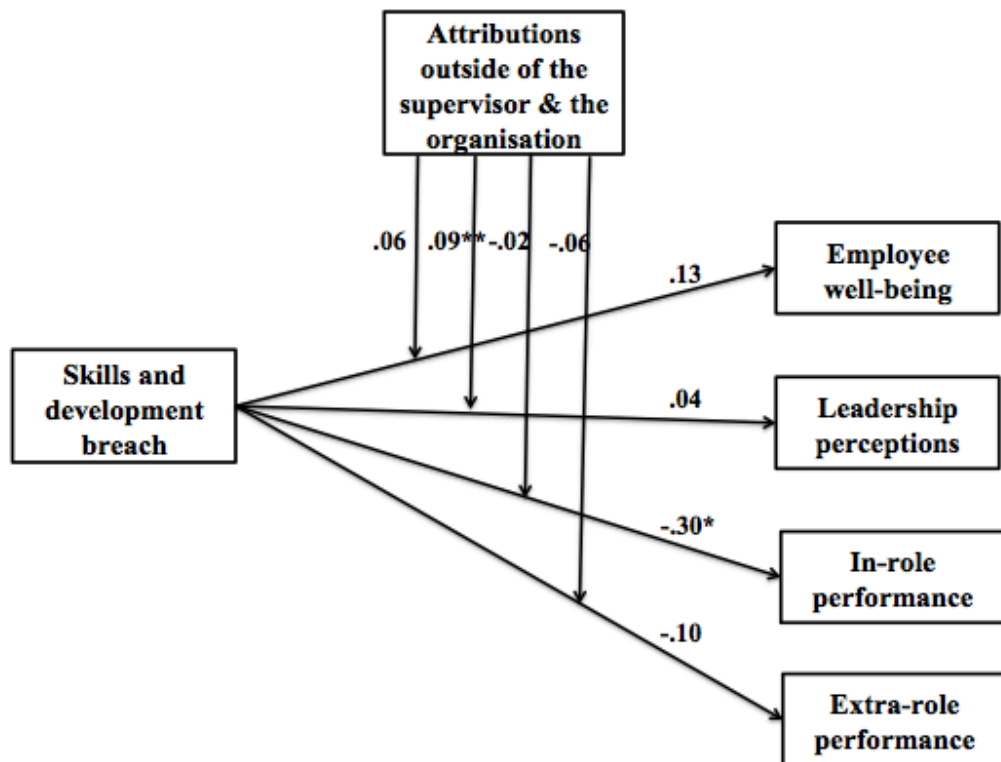 Attributions
outside of the
supervisor & the
organisation
.06 .09** -.02 -.06
.13
Employee
well-being
Skills and
development
breach
.04
Leadership
perceptions
-.30*
In-role
performance
-.10
Extra-role
performance